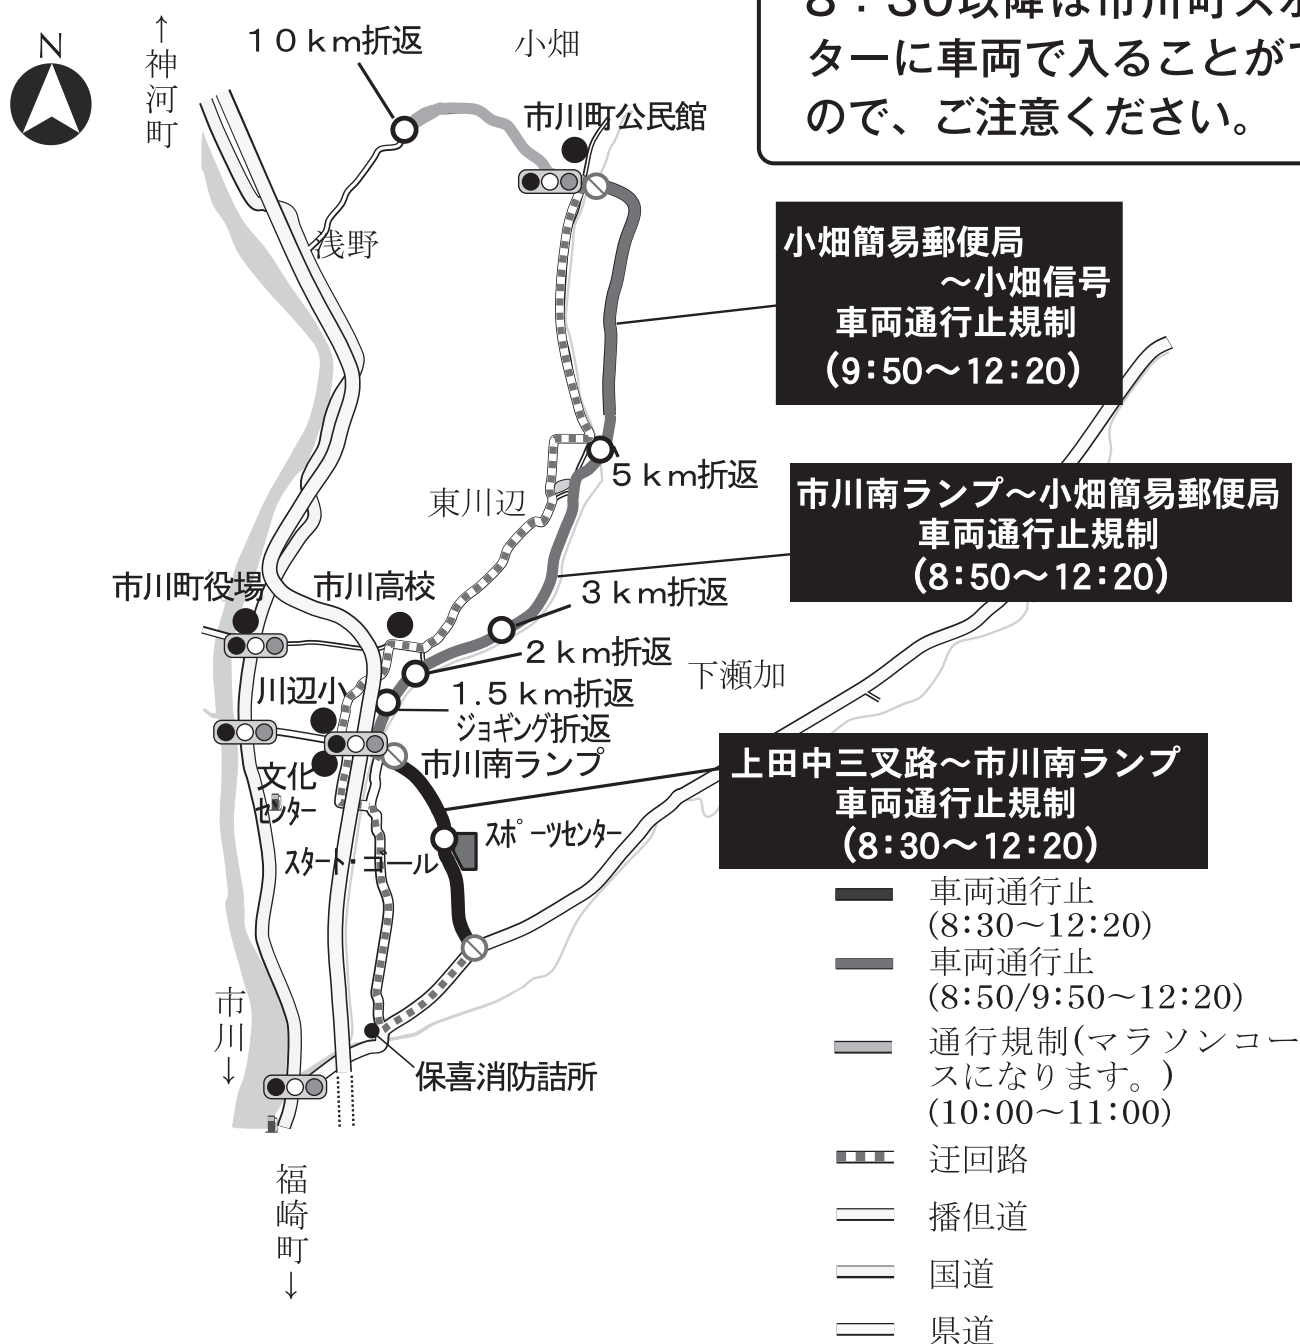 8：30以降は市川町スポ
ターに車両で入ることがで
ので、ご注意ください。
N
↑神河町
10km折返
小畑
市川町公民館
浅野
小畑簡易郵便局
～小畑信号
車両通行止規制
(9:50～12:20)
5km折返
東川辺
市川南ランプ～小畑簡易郵便局
車両通行止規制
(8:50～12:20)
市川町役場
市川高校
3km折返
2km折返
下瀬加
川辺小
1.5km折返
ジョギング折返
市川南ランプ
文化
センター
上田中三叉路～市川南ランプ
車両通行止規制
(8:30～12:20)
スポーツセンター
スタート・ゴール
車両通行止
(8:30～12:20)
車両通行止
(8:50/9:50～12:20)
市川↓
通行規制(マラソンコー
スになります。)
(10:00～11:00)
保喜消防詰所
迂回路
福崎町↓
播但道
国道
県道